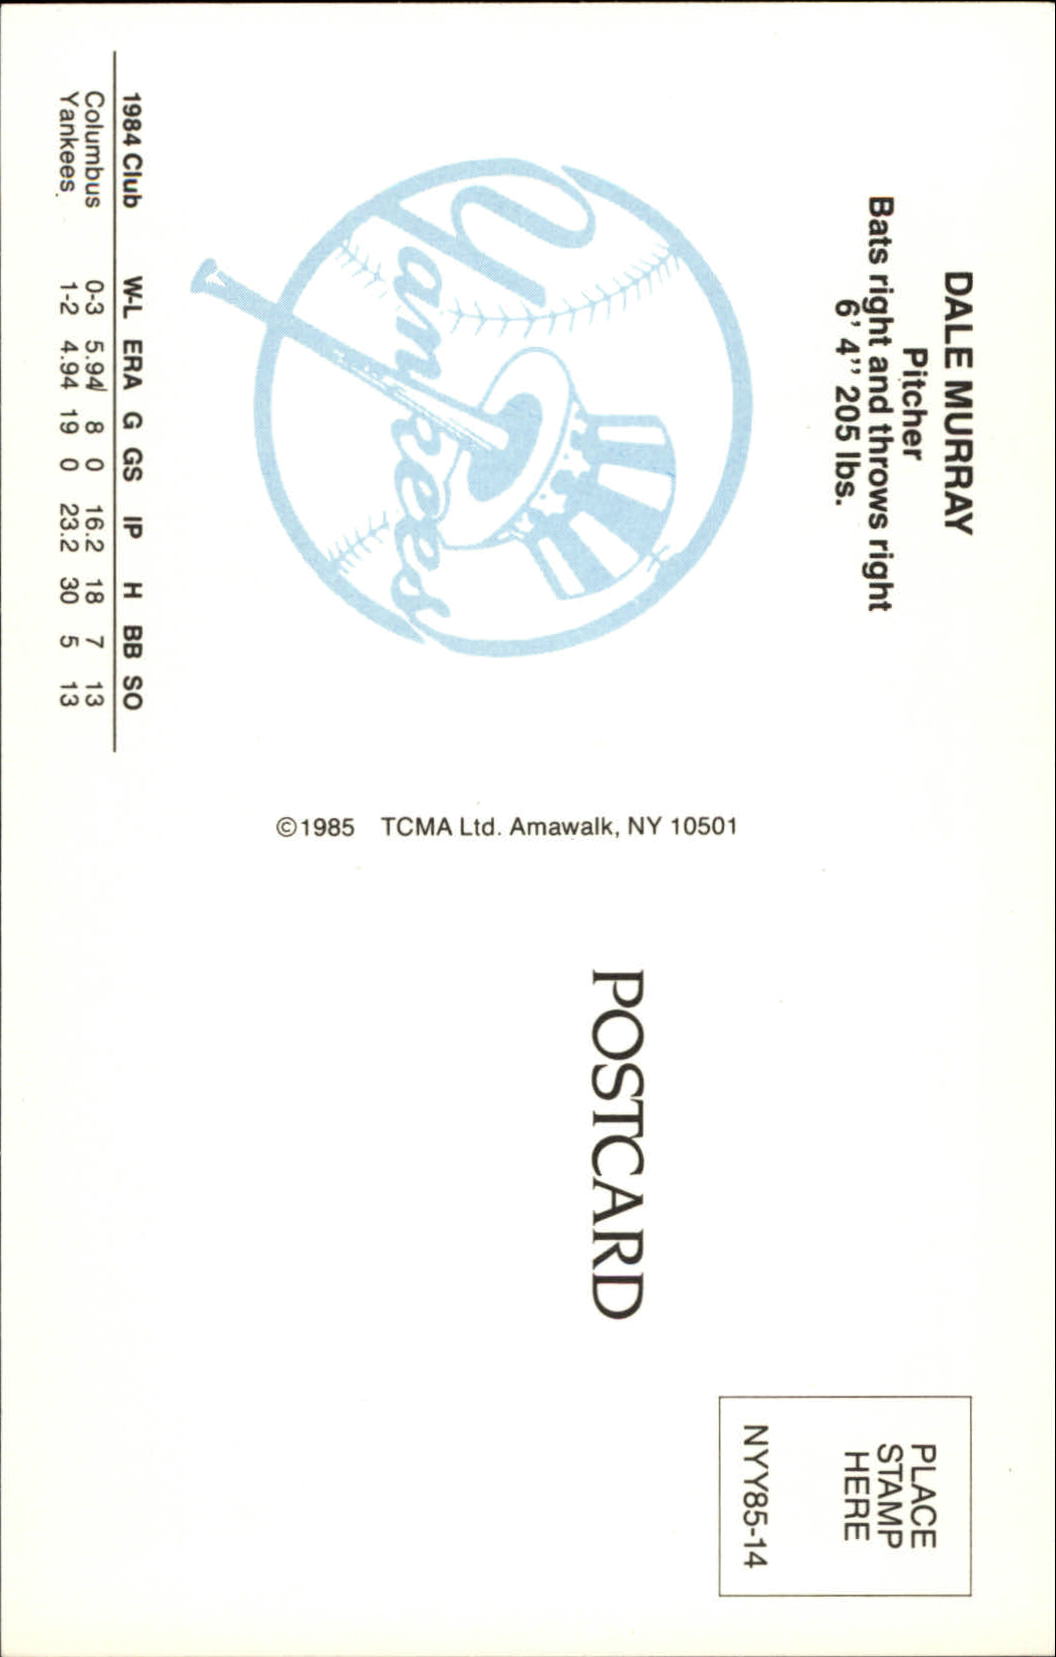 DALE MURRAY
Pitcher
Bats right and throws right
6' 4'' 205 lbs.
Yankees
1984 Club W-L ERA G GS IP H BB SO
Columbus 0-3 5.94/ 8 0 16.2 18 7 13
Yankees 1-2 4.94 19 0 23.2 30 5 13
©1985 TCMA Ltd. Amawalk, NY 10501
POSTCARD
PLACE
STAMP
HERE
NYY85-14